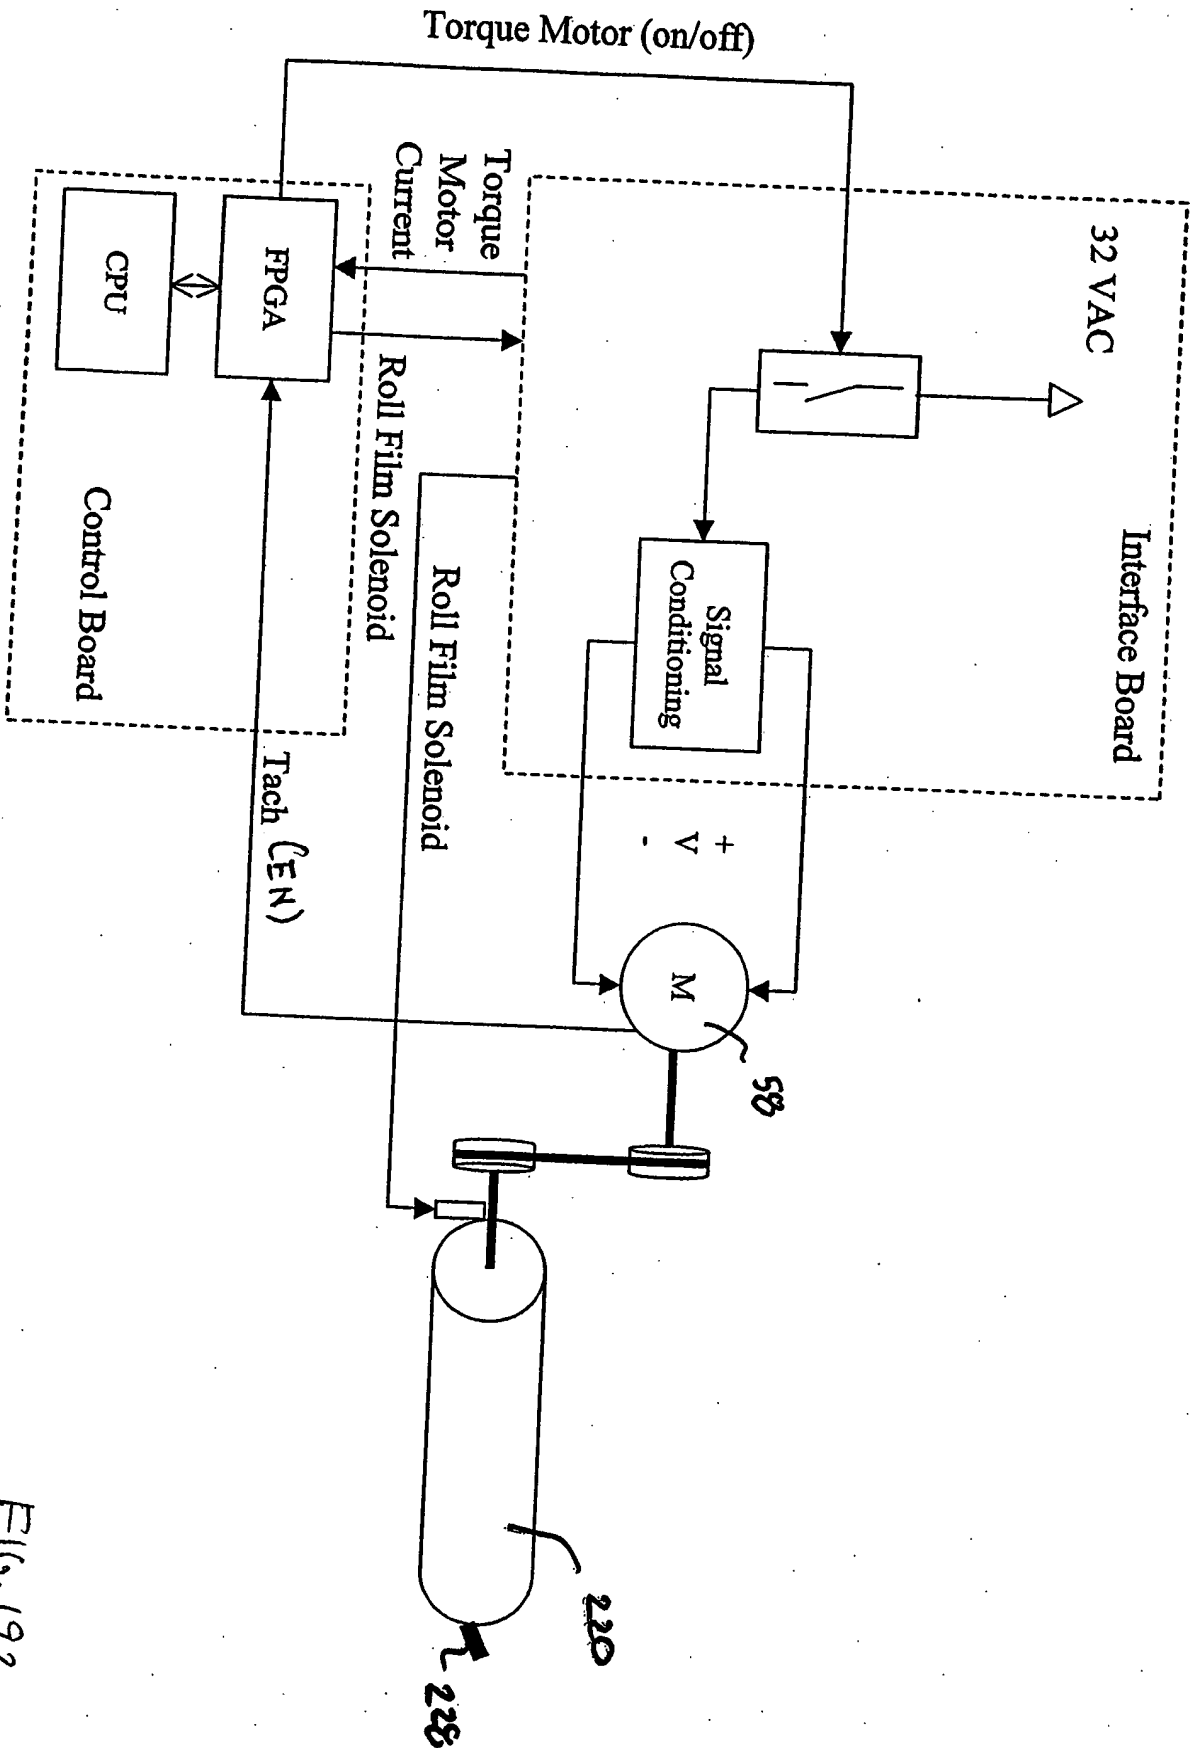 Torque Motor (on/off)
32 VAC
Interface Board
Torque
Motor
Current
Signal
Conditioning
+
V
-
M
58
FPGA
CPU
Roll Film Solenoid
Roll Film Solenoid
Control Board
Tach (EN)
220
228